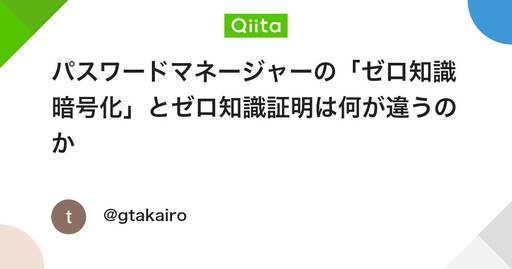 Qiita
パスワードマネージャーの「ゼロ知識
暗号化」とゼロ知識証明は何が違うの
か
t
@gtakairo